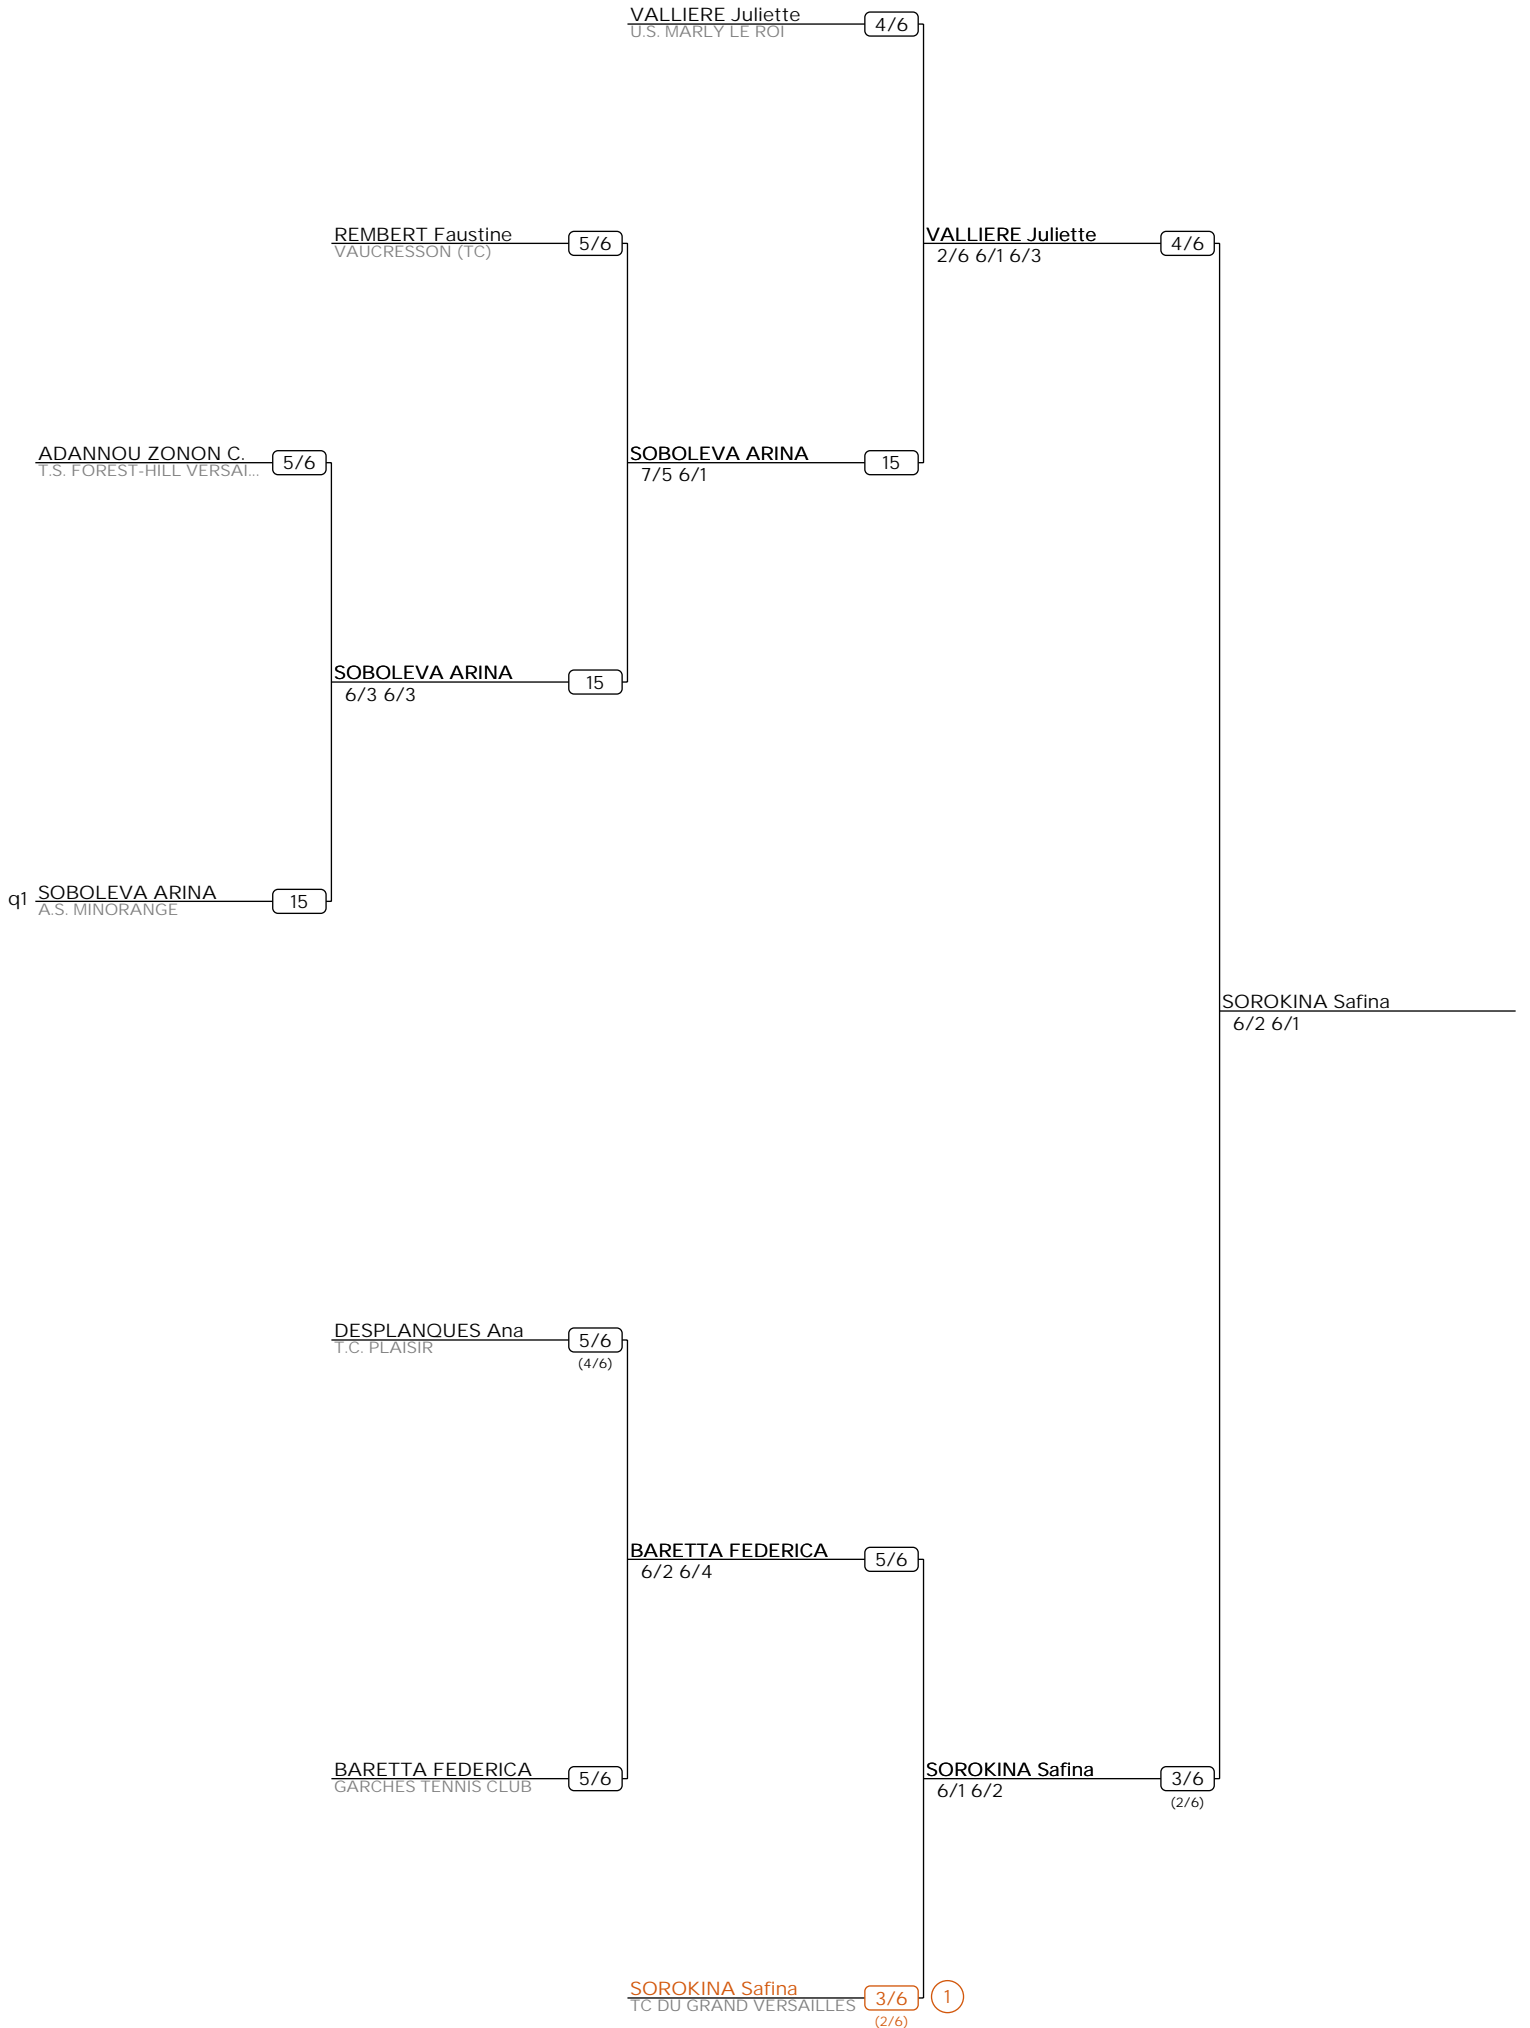 VALLIERE Juliette
U.S. MARLY LE ROI
4/6
REMBERT Faustine
VAUCRESSON (TC)
5/6
VALLIERE Juliette
2/6 6/1 6/3
4/6
ADANNOU ZONON C.
T.S. FOREST-HILL VERSAI...
5/6
SOBOLEVA ARINA
7/5 6/1
15
SOBOLEVA ARINA
6/3 6/3
15
q1 SOBOLEVA ARINA
A.S. MINORANGE
15
SOROKINA Safina
6/2 6/1
DESPLANQUES Ana
T.C. PLAISIR
5/6
(4/6)
BARETTA FEDERICA
6/2 6/4
5/6
BARETTA FEDERICA
GARCHES TENNIS CLUB
5/6
SOROKINA Safina
6/1 6/2
3/6
(2/6)
SOROKINA Safina
TC DU GRAND VERSAILLES
3/6
(2/6)
1